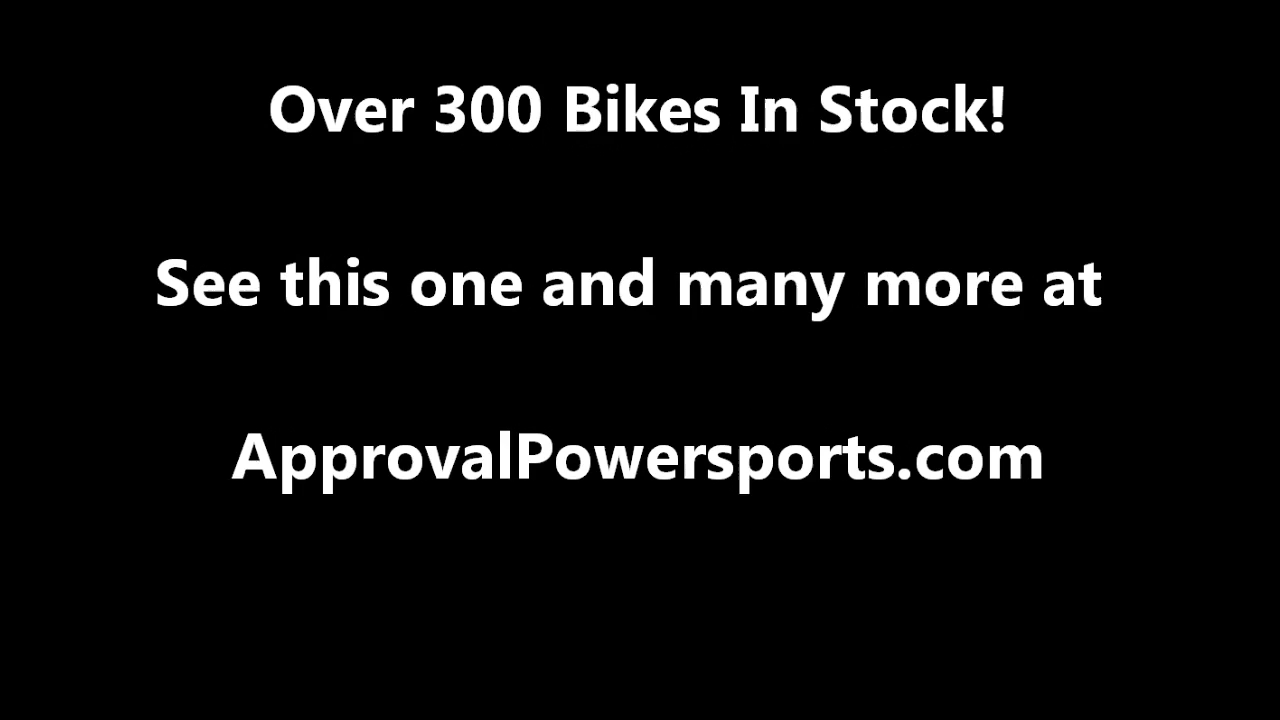 Over 300 Bikes In Stock!
See this one and many more at
ApprovalPowersports.com